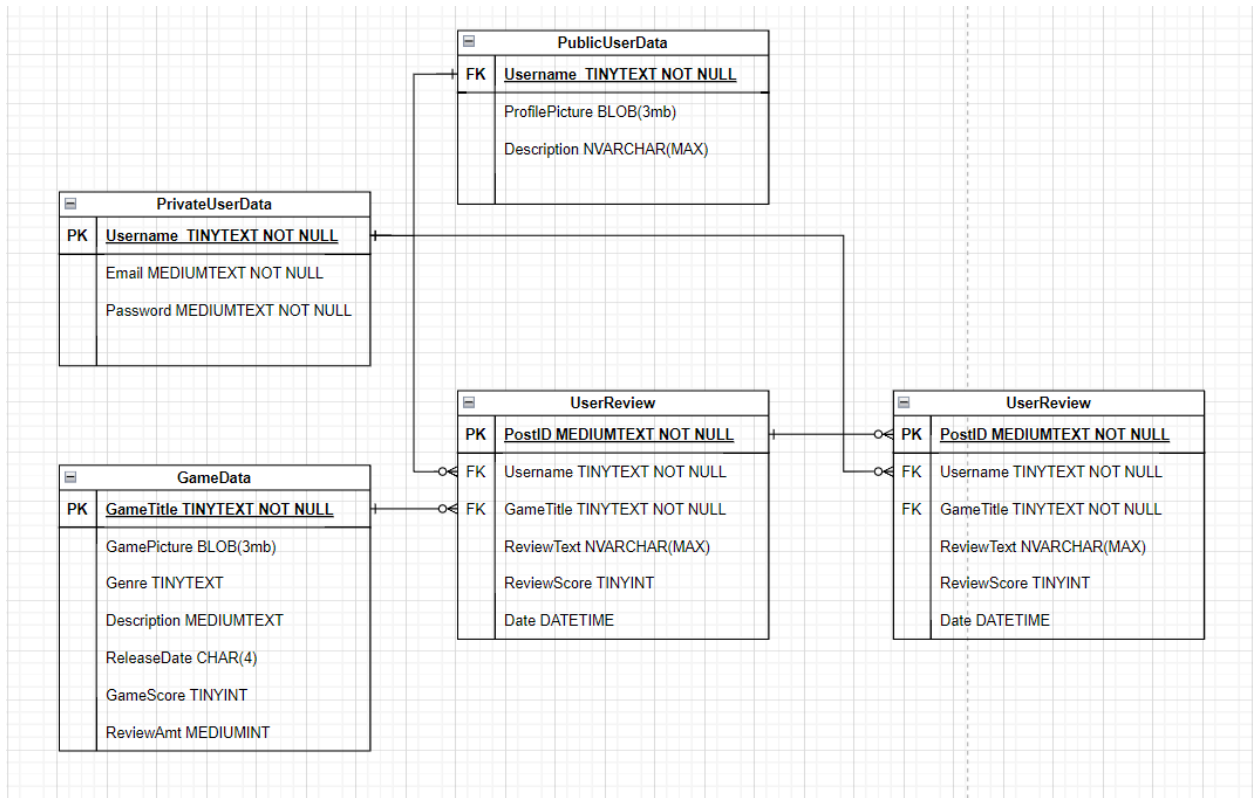 PublicUserData
FK Username TINYTEXT NOT NULL
ProfilePicture BLOB(3mb)
Description NVARCHAR(MAX)
PrivateUserData
PK Username TINYTEXT NOT NULL
Email MEDIUMTEXT NOT NULL
Password MEDIUMTEXT NOT NULL
UserReview
PK PostID MEDIUMTEXT NOT NULL
FK Username TINYTEXT NOT NULL
FK GameTitle TINYTEXT NOT NULL
ReviewText NVARCHAR(MAX)
ReviewScore TINYINT
Date DATETIME
UserReview
PK PostID MEDIUMTEXT NOT NULL
FK Username TINYTEXT NOT NULL
FK GameTitle TINYTEXT NOT NULL
ReviewText NVARCHAR(MAX)
ReviewScore TINYINT
Date DATETIME
GameData
PK GameTitle TINYTEXT NOT NULL
GamePicture BLOB(3mb)
Genre TINYTEXT
Description MEDIUMTEXT
ReleaseDate CHAR(4)
GameScore TINYINT
ReviewAmt MEDIUMINT